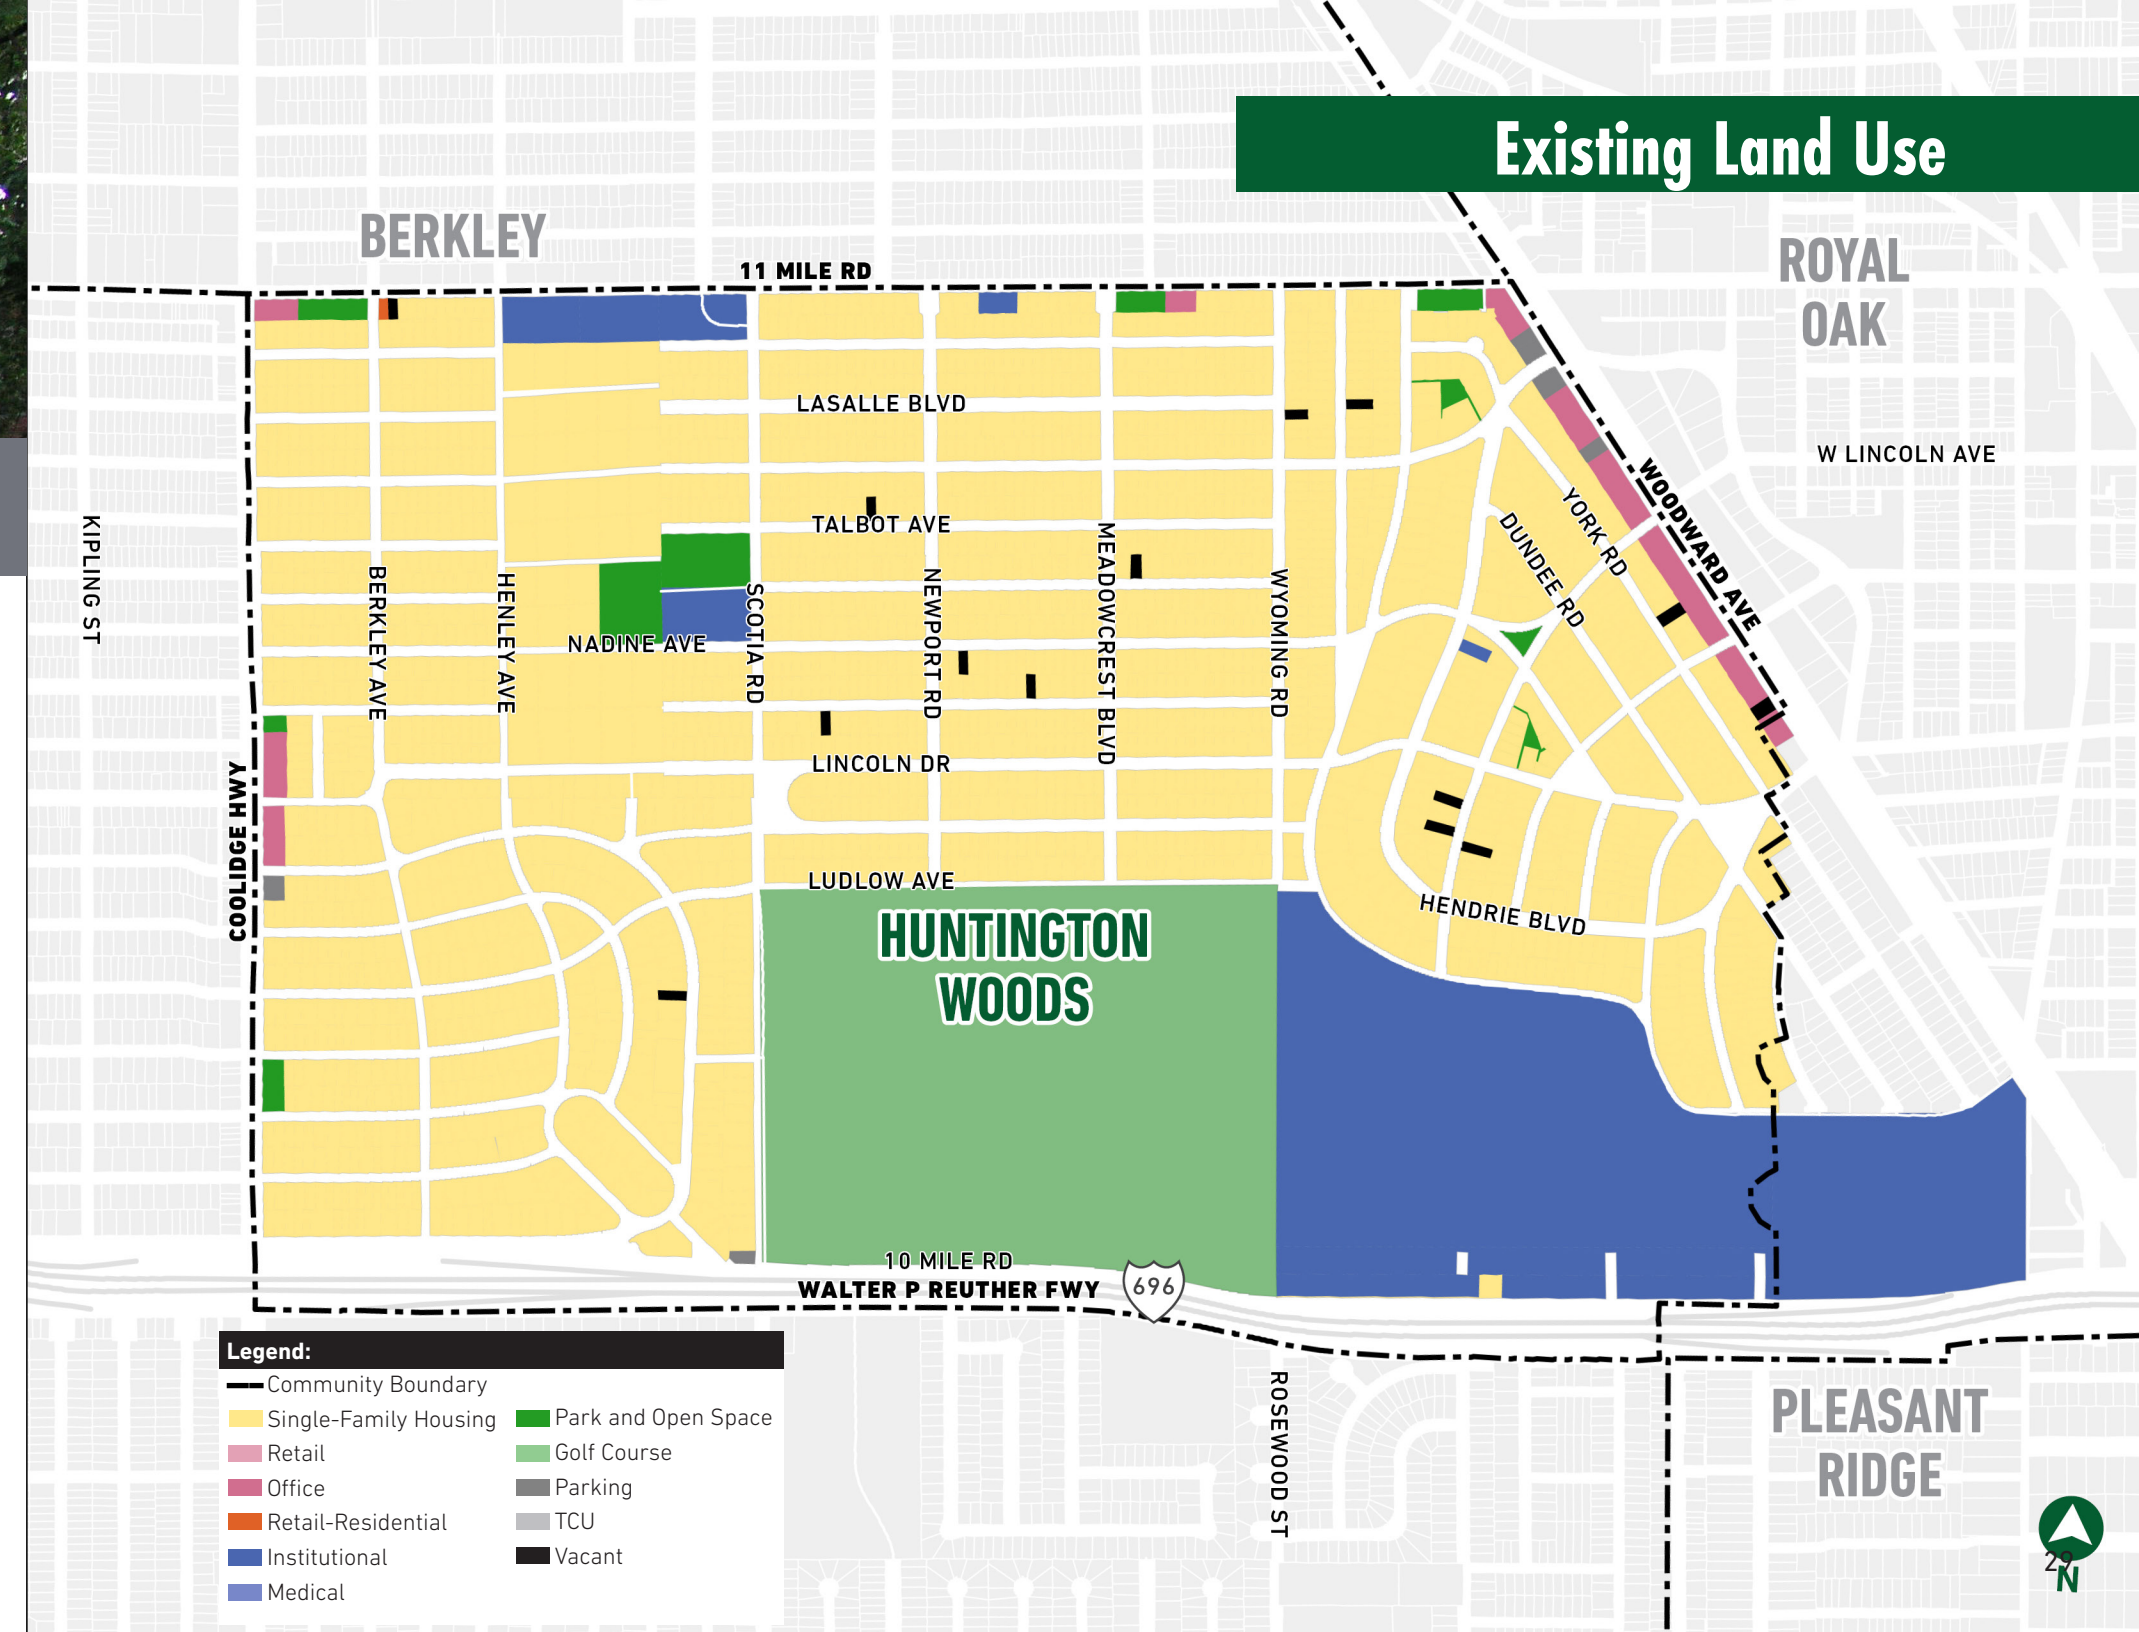 Existing Land Use
BERKLEY
ROYAL
OAK
11 MILE RD
LASALLE BLVD
W LINCOLN AVE
WOODWARD AVE
YORK RD
DUNDEE RD
TALBOT AVE
KIPLING ST
BERKLEY AVE
HENLEY AVE
NADINE AVE
SCOTIA RD
NEWPORT RD
MEADOWCREST BLVD
WYOMING RD
LINCOLN DR
COOLIDGE HWY
LUDLOW AVE
HENDRIE BLVD
HUNTINGTON
WOODS
10 MILE RD
WALTER P REUTHER FWY
696
ROSEWOOD ST
PLEASANT
RIDGE
Legend:
Community Boundary
Single-Family Housing
Retail
Office
Retail-Residential
Institutional
Medical
Park and Open Space
Golf Course
Parking
TCU
Vacant
29
N